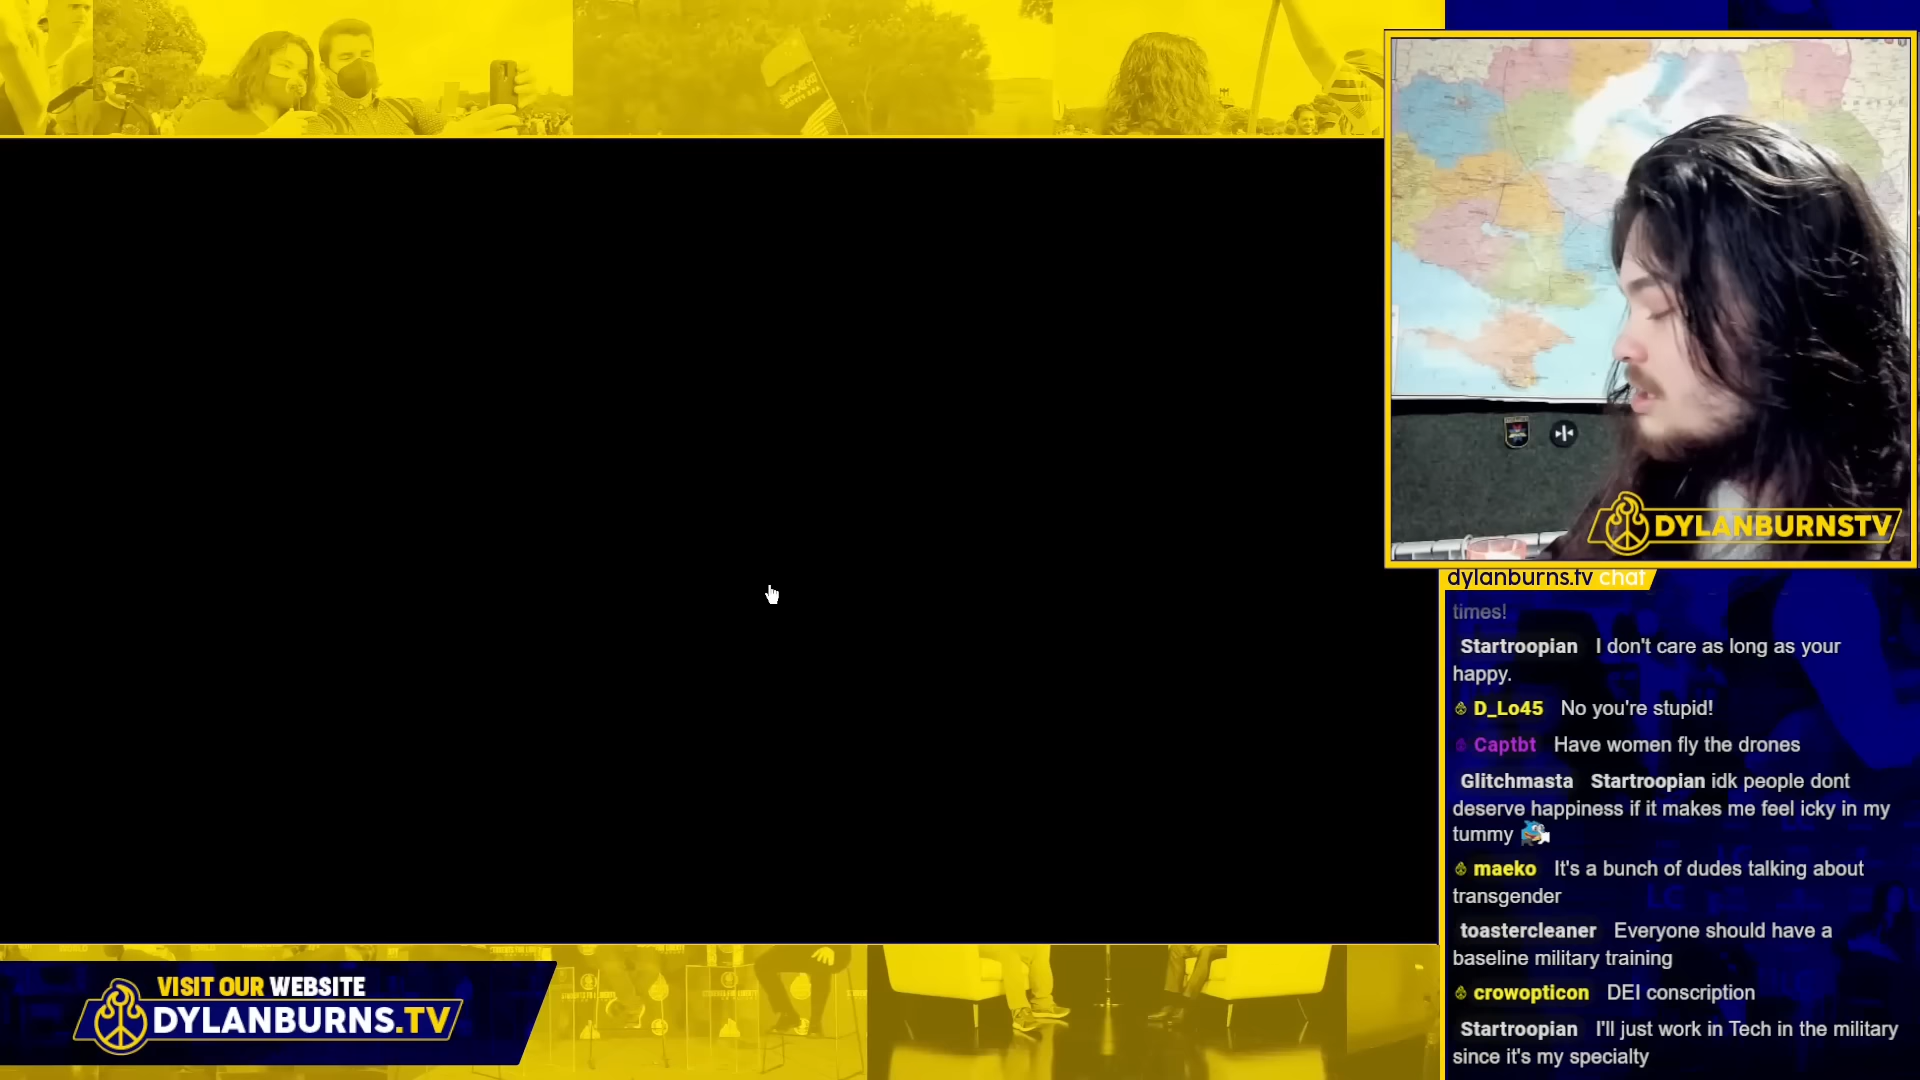 DYLANBURNSTV
dylanburns.tv chat
times!
Startroopian I don't care as long as your
happy.
D_Lo45 No you're stupid!
Captbt Have women fly the drones
Glitchmasta Startroopian idk people dont
deserve happiness if it makes me feel icky in my
tummy
maeko It's a bunch of dudes talking about
transgender
toastercleaner Everyone should have a
baseline military training
crowopticon DEI conscription
Startroopian I'll just work in Tech in the military
since it's my specialty
VISIT OUR WEBSITE
DYLANBURNS.TV